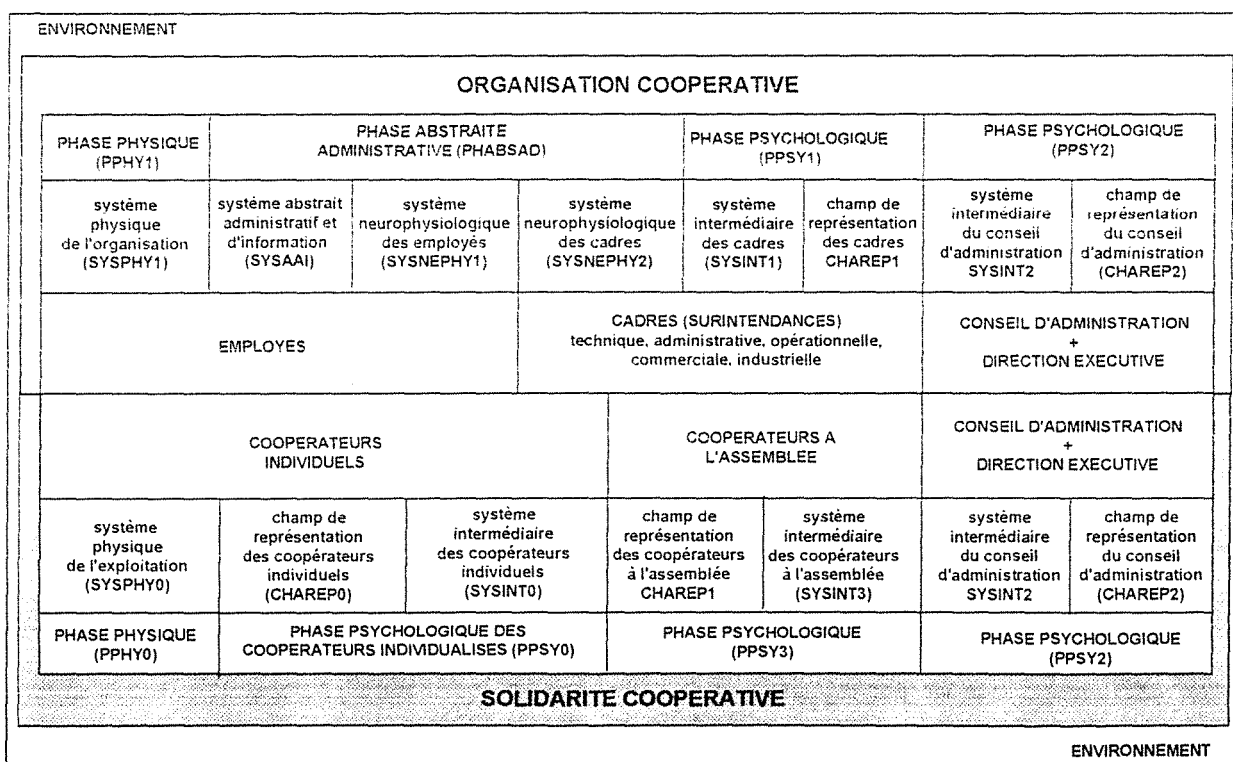 ENVIRONNEMENT
ORGANISATION COOPERATIVE
PHASE PHYSIQUE
(PPHY1)
PHASE ABSTRAITE
ADMINISTRATIVE (PHABSAD)
PHASE PSYCHOLOGIQUE
(PPSY1)
PHASE PSYCHOLOGIQUE
(PPSY2)
système
physique
de l'organisation
(SYSPHY1)
système abstrait
administratif et
d'information
(SYSAAI)
système
neurophysiologique
des employés
(SYSNEPHY1)
système
neurophysiologique
des cadres
(SYSNEPHY2)
système
intermédiaire
des cadres
(SYSINT1)
champ de
représentation
des cadres
CHAREP1
système
intermédiaire
du conseil
d'administration
SYSINT2
champ de
représentation
du conseil
d'administration
(CHAREP2)
EMPLOYES
CADRES (SURINTENDANCES)
technique, administrative, opérationnelle,
commerciale, industrielle
CONSEIL D'ADMINISTRATION
+
DIRECTION EXECUTIVE
COOPERATEURS
INDIVIDUELS
COOPERATEURS A
L'ASSEMBLEE
CONSEIL D'ADMINISTRATION
+
DIRECTION EXECUTIVE
système
physique
de l'exploitation
(SYSPHY0)
champ de
représentation
des coopérateurs
individuels
(CHAREP0)
système
intermédiaire
des coopérateurs
individuels
(SYSINT0)
champ de
représentation
des coopérateurs
à l'assemblée
CHAREP1
système
intermédiaire
des coopérateurs
à l'assemblée
(SYSINT3)
système
intermédiaire
du conseil
d'administration
SYSINT2
champ de
représentation
du conseil
d'administration
(CHAREP2)
PHASE PHYSIQUE
(PPHY0)
PHASE PSYCHOLOGIQUE DES
COOPERATEURS INDIVIDUALISES (PPSY0)
PHASE PSYCHOLOGIQUE
(PPSY3)
PHASE PSYCHOLOGIQUE
(PPSY2)
SOLIDARITE COOPERATIVE
ENVIRONNEMENT